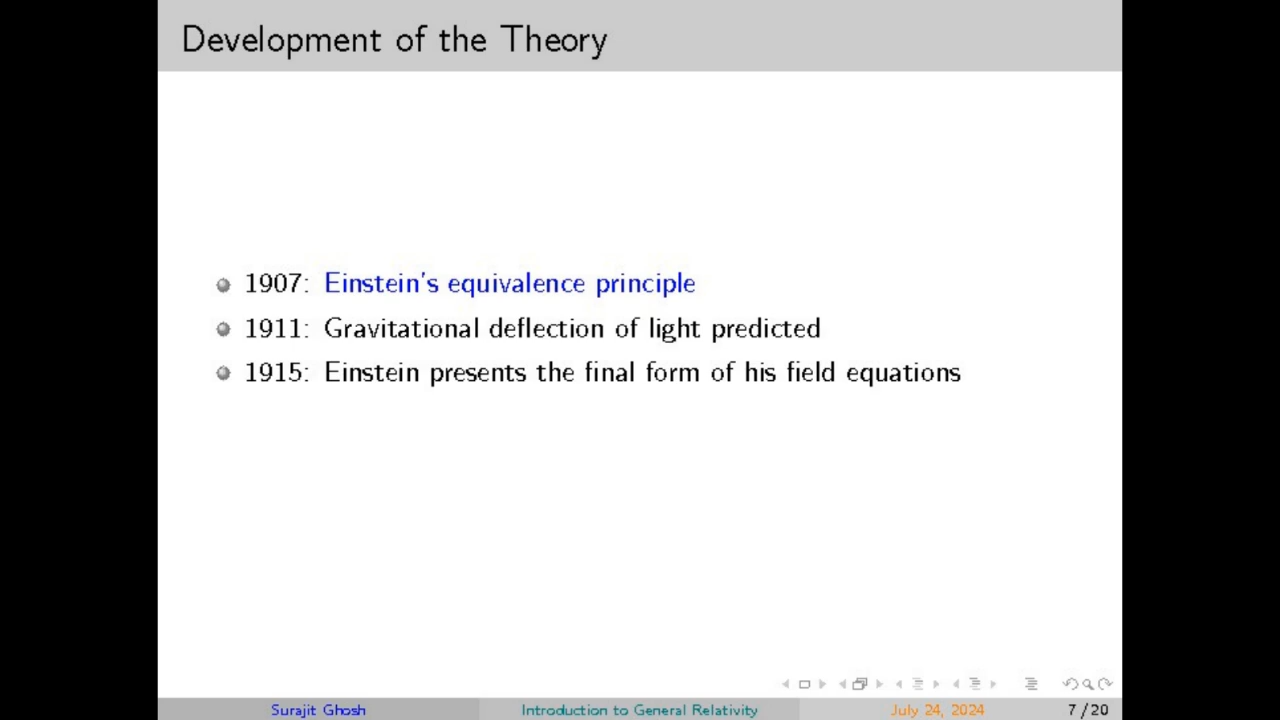 Development of the Theory
1907: Einstein's equivalence principle
1911: Gravitational deflection of light predicted
1915: Einstein presents the final form of his field equations
Surajit Ghosh Introduction to General Relativity July 24, 2024 7/20